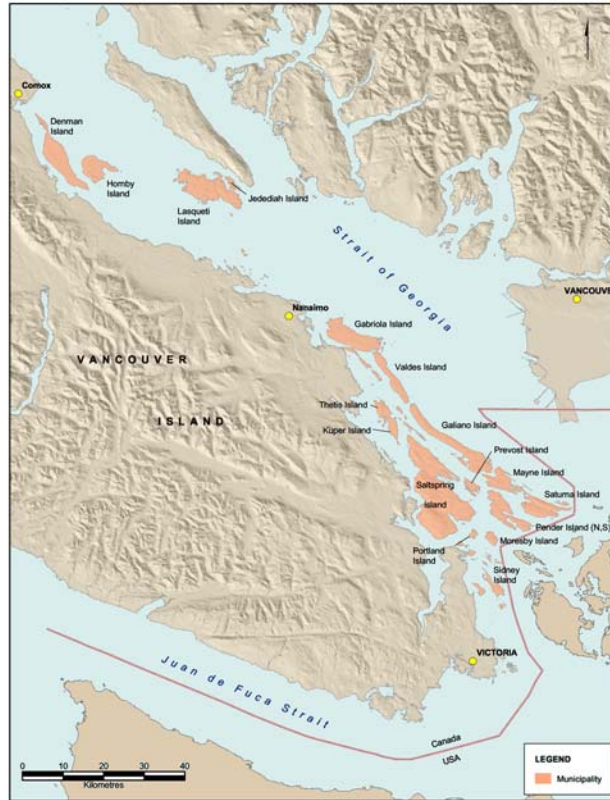 Comox
Denman
Island
Hornby
Island
Lasqueti
Island
Jedediah Island
Strait of Georgia
VANCOUVE
Nanaimo
Gabriola Island
VANCOUVER
ISLAND
Valdes Island
Thetis Island
Kuper Island
Galiano Island
Prevost Island
Mayne Island
Saltspring
Island
Saturna Island
Pender Island (N,S)
Portland
Island
Moresby Island
Sidney
Island
VICTORIA
Juan de Fuca Strait
Canada
USA
0 10 20 30 40
Kilometres
LEGEND
Municipality